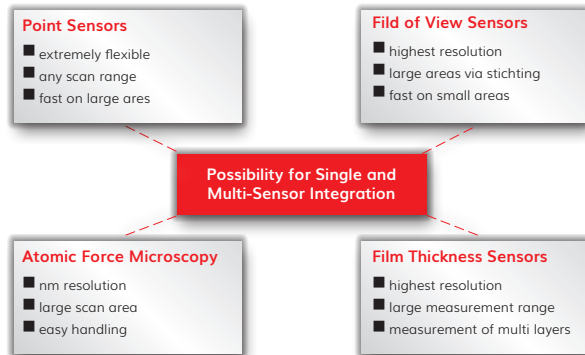 Point Sensors
■ extremely flexible
■ any scan range
■ fast on large ares
Fild of View Sensors
■ highest resolution
■ large areas via stichting
■ fast on small areas
Possibility for Single and
Multi-Sensor Integration
Atomic Force Microscopy
■ nm resolution
■ large scan area
■ easy handling
Film Thickness Sensors
■ highest resolution
■ large measurement range
■ measurement of multi layers